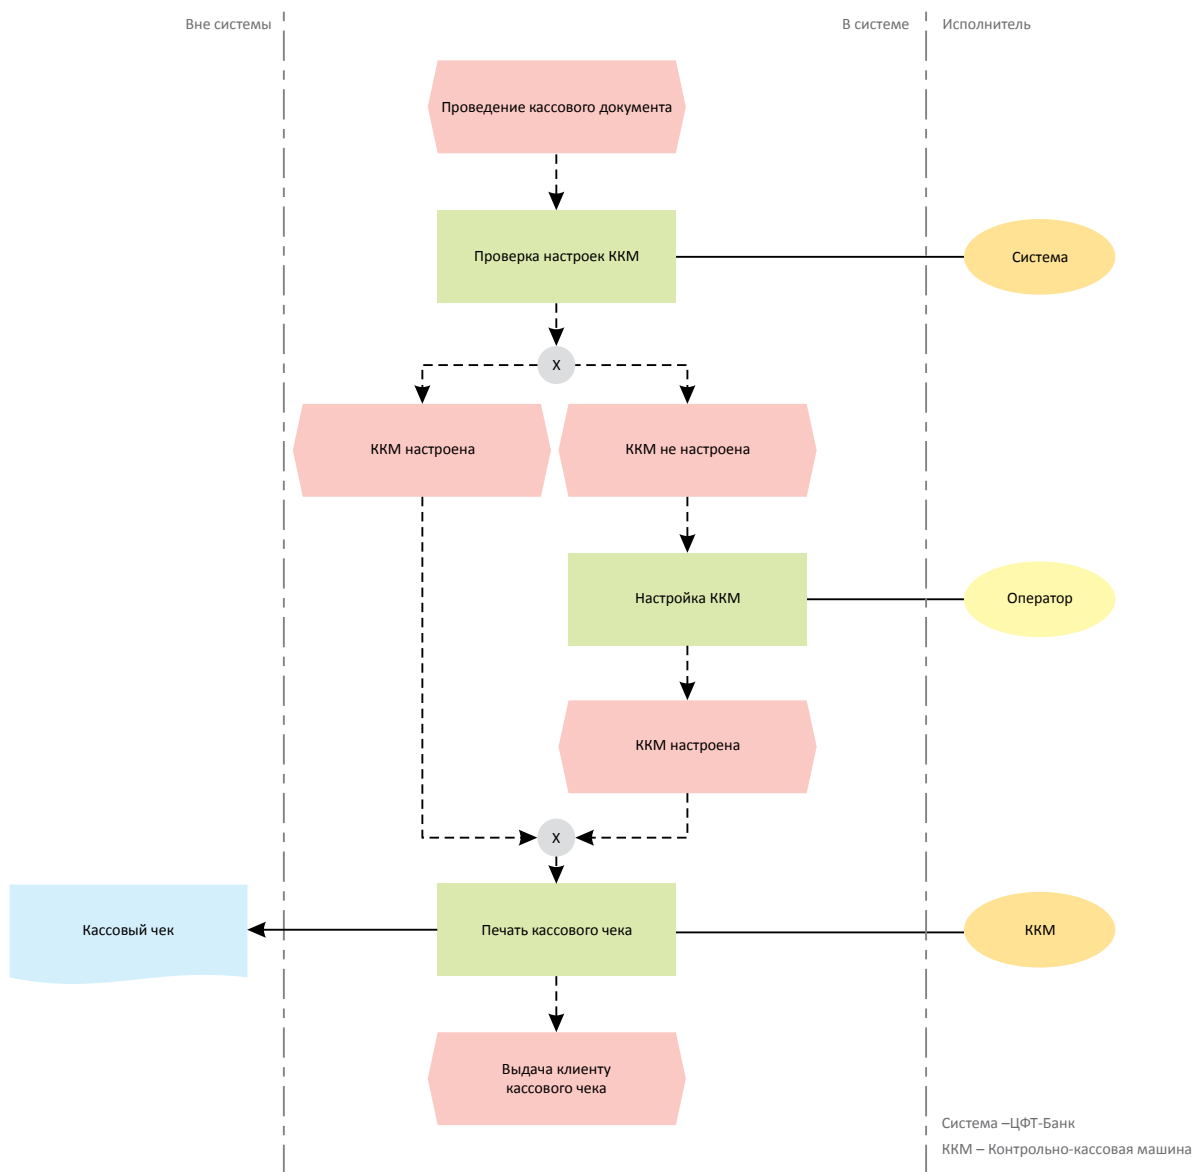 Вне системы
В системе
Исполнитель
Проведение кассового документа
Проверка настроек ККМ
Система
X
ККМ настроена
ККМ не настроена
Настройка ККМ
Оператор
ККМ настроена
X
Кассовый чек
Печать кассового чека
ККМ
Выдача клиенту
кассового чека
Система –ЦФТ-Банк
ККМ – Контрольно-кассовая машина